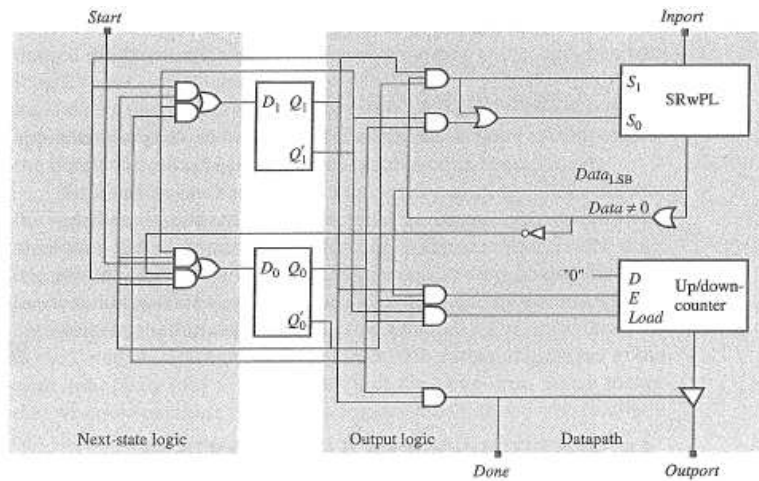 Start
Inport
D1 Q1
Q'1
S1
SRwPL
S0
DataLSB
Data ≠ 0
D0 Q0
Q'0
"0"
D
Up/down-
E
counter
Load
Next-state logic
Output logic
Datapath
Done
Outport